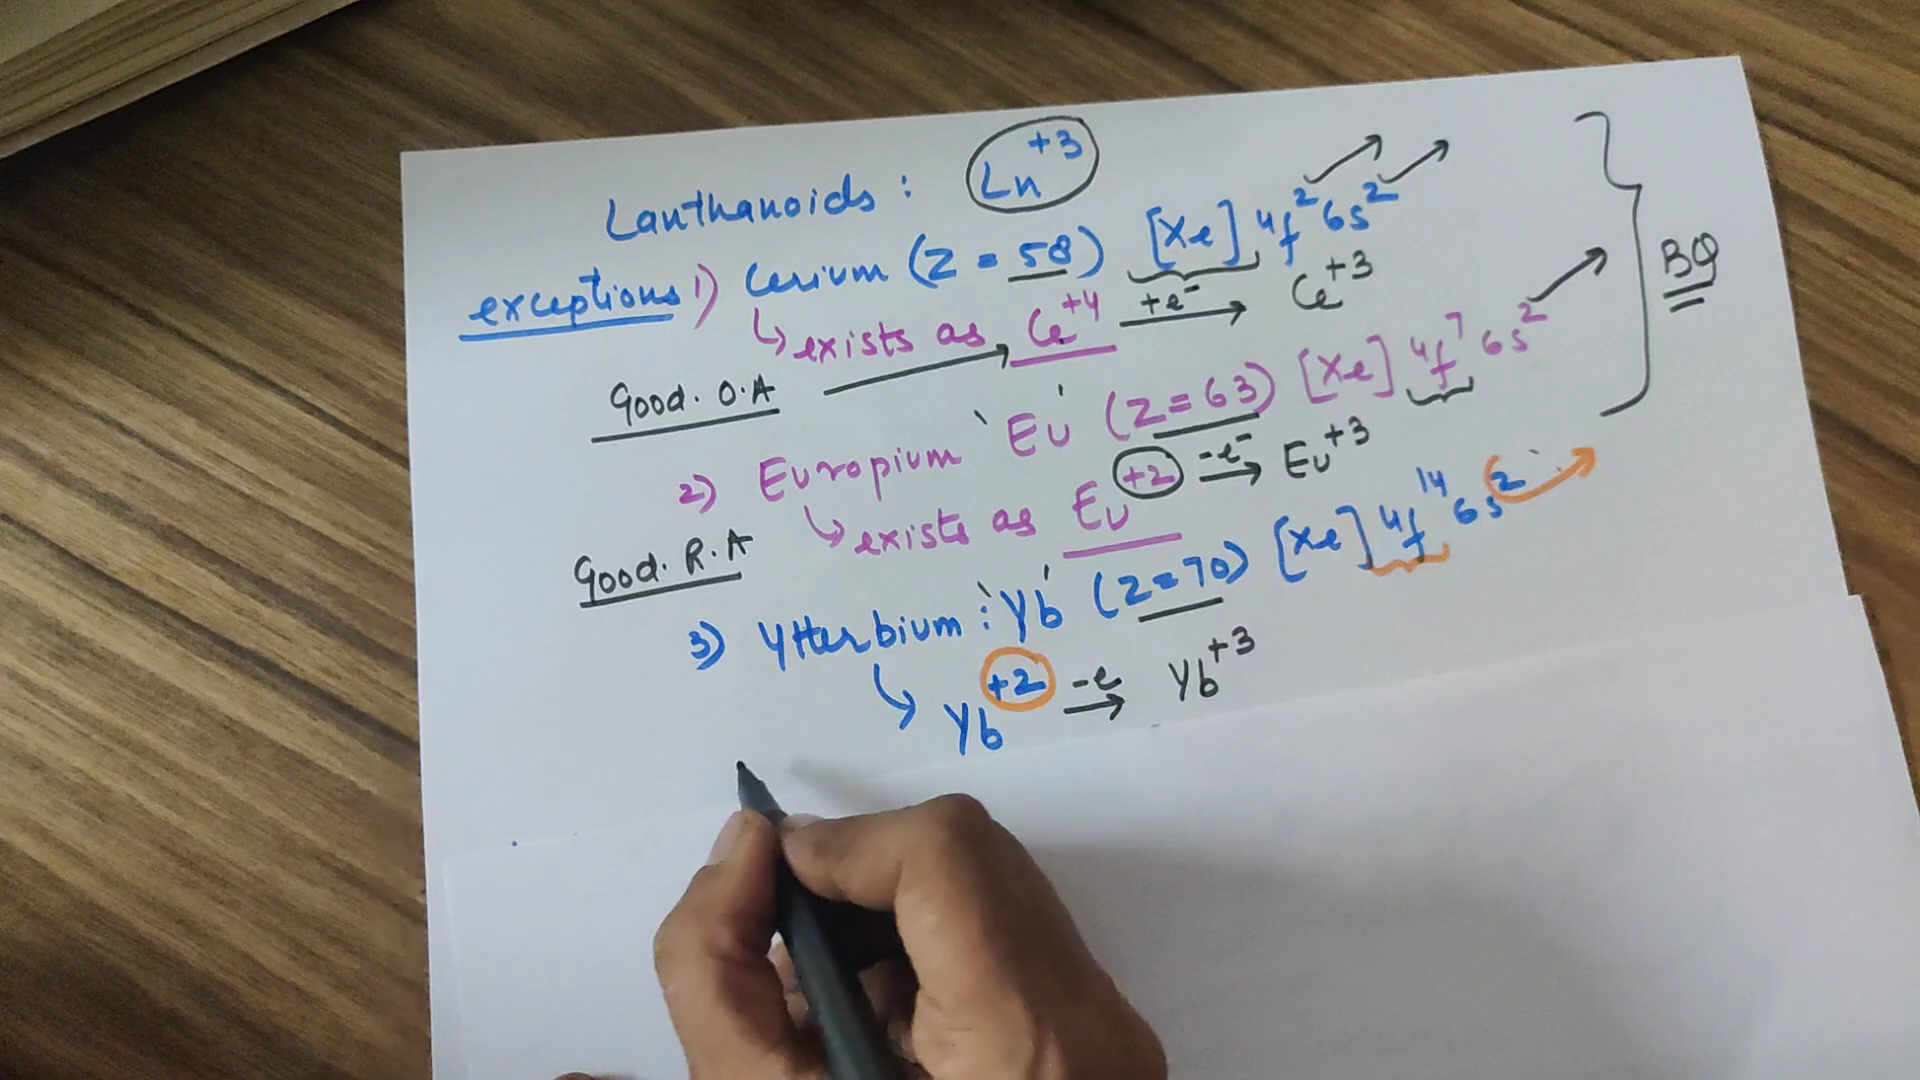 Lanthanoids : Ln+3
exceptions 1) Cerium (Z = 58) [Xe] 4f2 6s2
↳ exists as Ce+4 +e- → Ce+3
Good. O.A →
2) Europium 'Eu' (Z=63) [Xe] 4f7 6s2
↳ exists as Eu+2 -e- → Eu+3
Good. R.A
3) Ytterbium : 'Yb' (Z=70) [Xe] 4f14 6s2
↳ Yb+2 -e → Yb+3
BQ